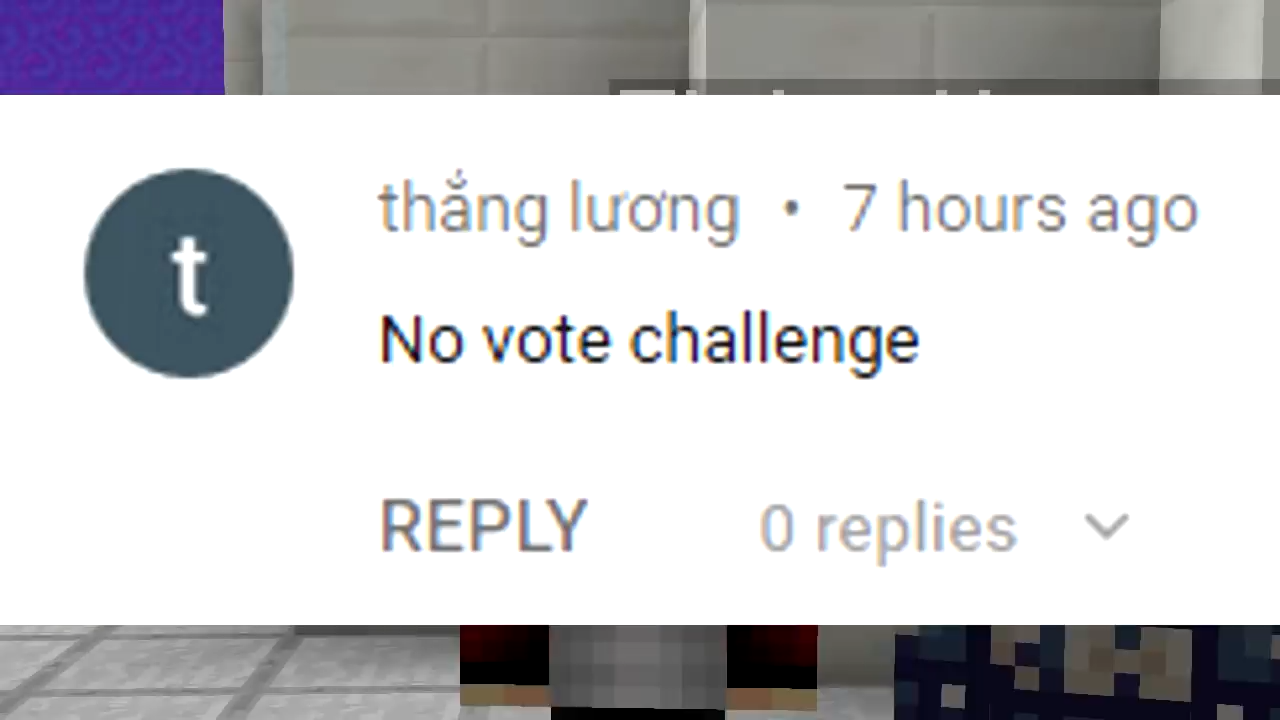 t
thắng lương • 7 hours ago
No vote challenge
REPLY 0 replies